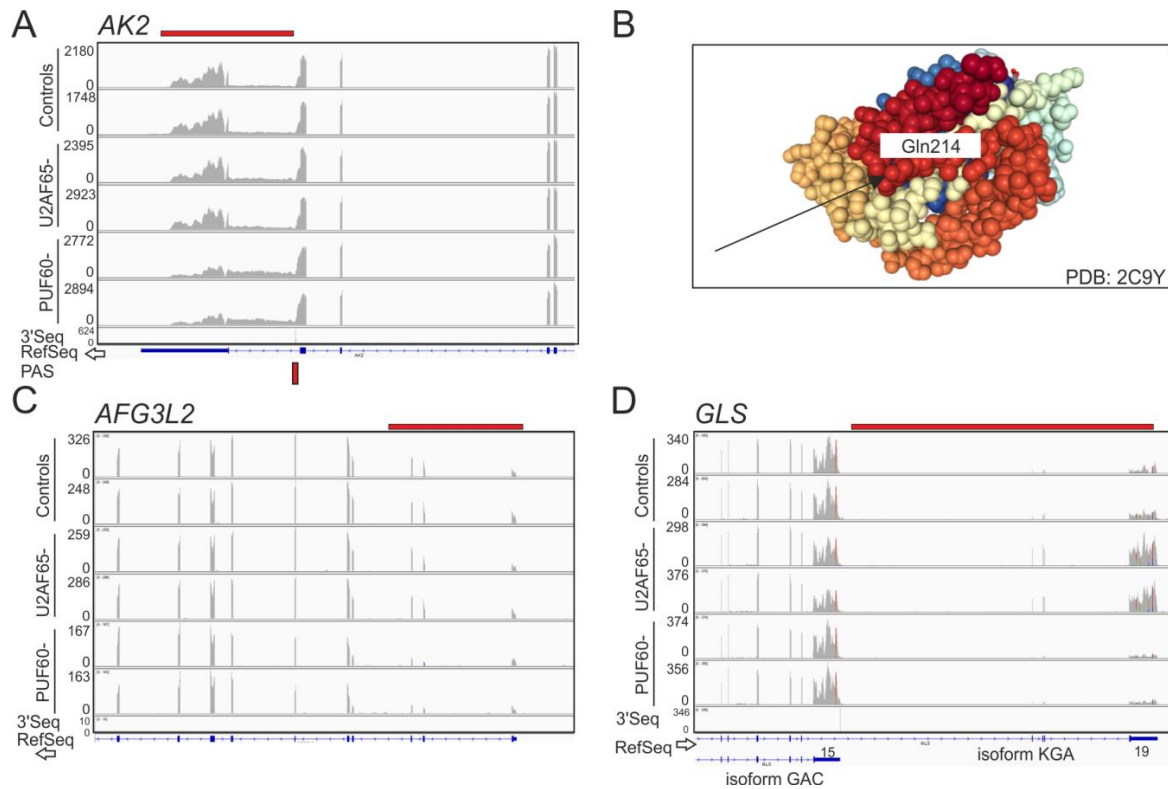 A
AK2
Controls
2180
0
1748
0
U2AF65-
2395
0
2923
0
PUF60-
2772
0
2894
0
3'Seq
624
0
RefSeq
AK2
PAS
B
Gln214
PDB: 2C9Y
C
AFG3L2
Controls
326
0
248
0
U2AF65-
259
0
286
0
PUF60-
167
0
163
0
3'Seq
10
0
RefSeq
D
GLS
Controls
340
0
284
0
U2AF65-
298
0
376
0
PUF60-
374
0
356
0
3'Seq
346
0
RefSeq
GLS
15
isoform KGA
19
GLS
isoform GAC